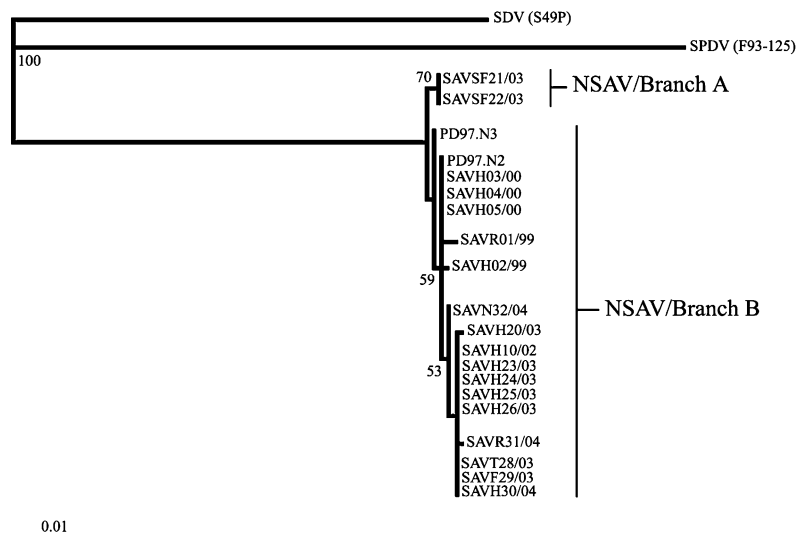 SDV (S49P)
SPDV (F93-125)
100
70
SAVSF21/03
SAVSF22/03
NSAV/Branch A
PD97.N3
PD97.N2
SAVH03/00
SAVH04/00
SAVH05/00
SAVR01/99
SAVH02/99
59
NSAV/Branch B
SAVN32/04
SAVH20/03
SAVH10/02
SAVH23/03
53
SAVH24/03
SAVH25/03
SAVH26/03
SAVR31/04
SAVT28/03
SAVF29/03
SAVH30/04
0.01